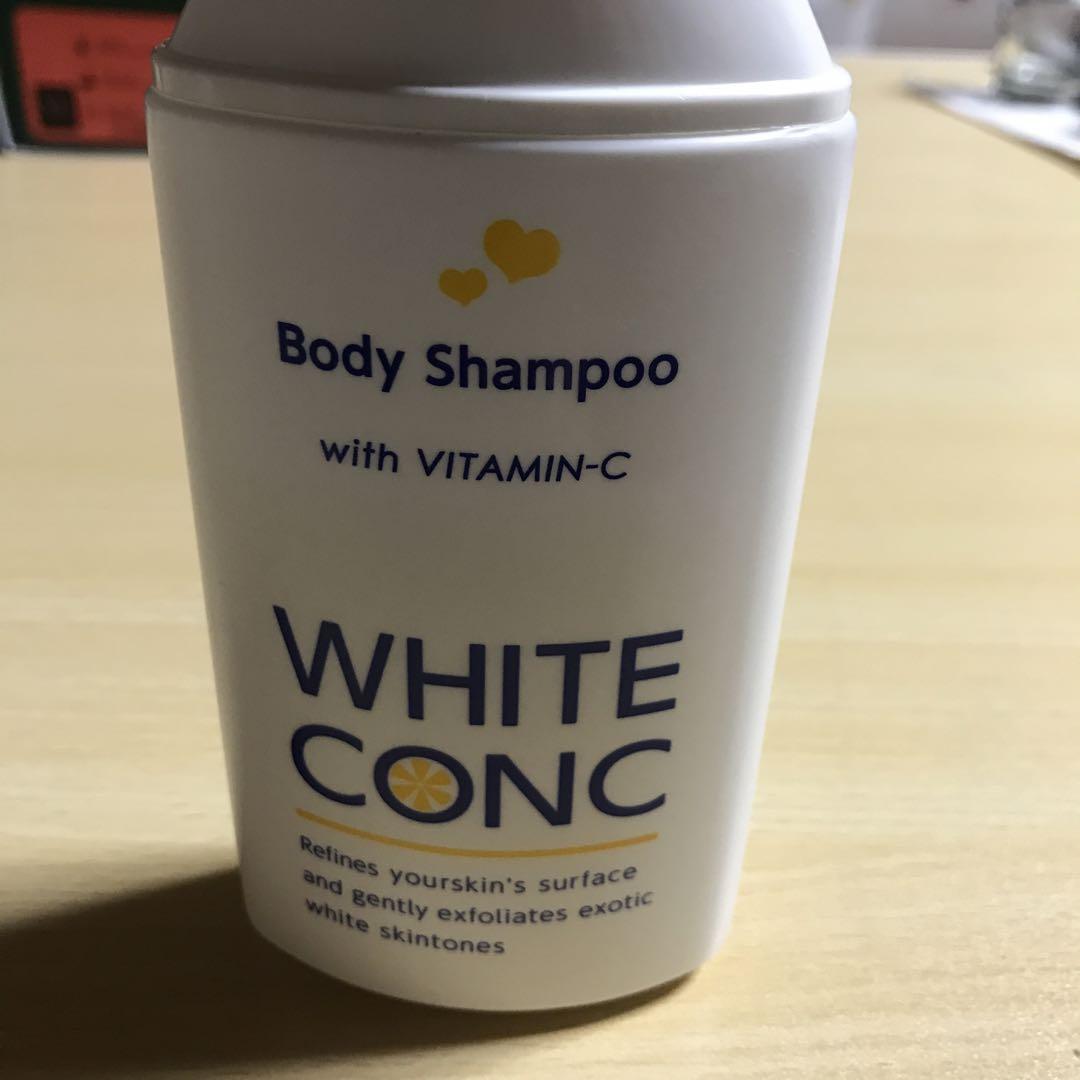 Body Shampoo
with VITAMIN-C
WHITE
CONC
Refines yourskin's surface
and gently exfoliates exotic
white skintones